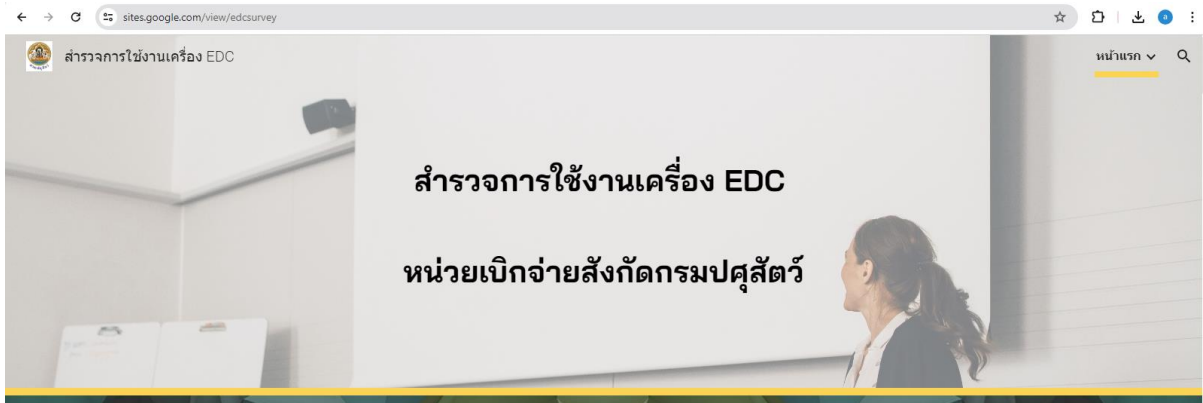 sites.google.com/view/edcsurvey
a
สำรวจการใช้งานเครื่อง EDC
หน้าแรก
สำรวจการใช้งานเครื่อง EDC
หน่วยเบิกจ่ายสังกัดกรมปศุสัตว์